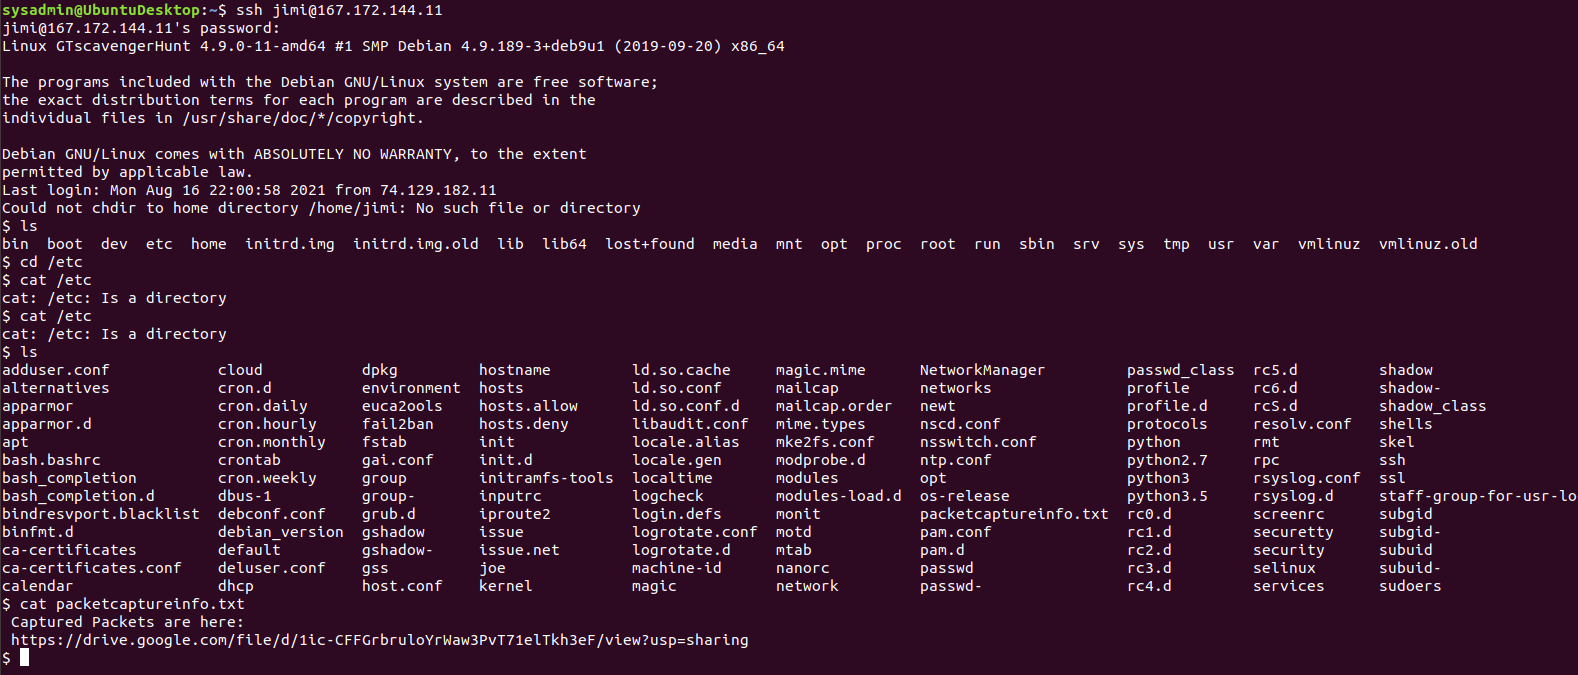 sysadmin@UbuntuDesktop:~$ ssh jimi@167.172.144.11
jimi@167.172.144.11's password:
Linux GTscavengerHunt 4.9.0-11-amd64 #1 SMP Debian 4.9.189-3+deb9u1 (2019-09-20) x86_64

The programs included with the Debian GNU/Linux system are free software;
the exact distribution terms for each program are described in the
individual files in /usr/share/doc/*/copyright.

Debian GNU/Linux comes with ABSOLUTELY NO WARRANTY, to the extent
permitted by applicable law.
Last login: Mon Aug 16 22:00:58 2021 from 74.129.182.11
Could not chdir to home directory /home/jimi: No such file or directory
$ ls
bin  boot  dev  etc  home  initrd.img  initrd.img.old  lib  lib64  lost+found  media  mnt  opt  proc  root  run  sbin  srv  sys  tmp  usr  var  vmlinuz  vmlinuz.old
$ cd /etc
$ cat /etc
cat: /etc: Is a directory
$ cat /etc
cat: /etc: Is a directory
$ ls
adduser.conf  cloud  dpkg  hostname  ld.so.cache  magic.mime  NetworkManager  passwd_class  rc5.d  shadow
alternatives  cron.d  environment  hosts  ld.so.conf  mailcap  networks  profile  rc6.d  shadow-
apparmor  cron.daily  euca2ools  hosts.allow  ld.so.conf.d  mailcap.order  newt  profile.d  rcS.d  shadow_class
apparmor.d  cron.hourly  fail2ban  hosts.deny  libaudit.conf  mime.types  nscd.conf  protocols  resolv.conf  shells
apt  cron.monthly  fstab  init  locale.alias  mke2fs.conf  nsswitch.conf  python  rmt  skel
bash.bashrc  crontab  gai.conf  init.d  locale.gen  modprobe.d  ntp.conf  python2.7  rpc  ssh
bash_completion  cron.weekly  group  initramfs-tools  localtime  modules  opt  python3  rsyslog.conf  ssl
bash_completion.d  dbus-1  group-  inputrc  logcheck  modules-load.d  os-release  python3.5  rsyslog.d  staff-group-for-usr-lo
bindresvport.blacklist  debconf.conf  grub.d  iproute2  login.defs  monit  packetcaptureinfo.txt  rc0.d  screenrc  subgid
binfmt.d  debian_version  gshadow  issue  logrotate.conf  motd  pam.conf  rc1.d  securetty  subgid-
ca-certificates  default  gshadow-  issue.net  logrotate.d  mtab  pam.d  rc2.d  security  subuid
ca-certificates.conf  deluser.conf  gss  joe  machine-id  nanorc  passwd  rc3.d  selinux  subuid-
calendar  dhcp  host.conf  kernel  magic  network  passwd-  rc4.d  services  sudoers
$ cat packetcaptureinfo.txt
Captured Packets are here:
https://drive.google.com/file/d/1ic-CFFGrbruloYrWaw3PvT71elTkh3eF/view?usp=sharing
$